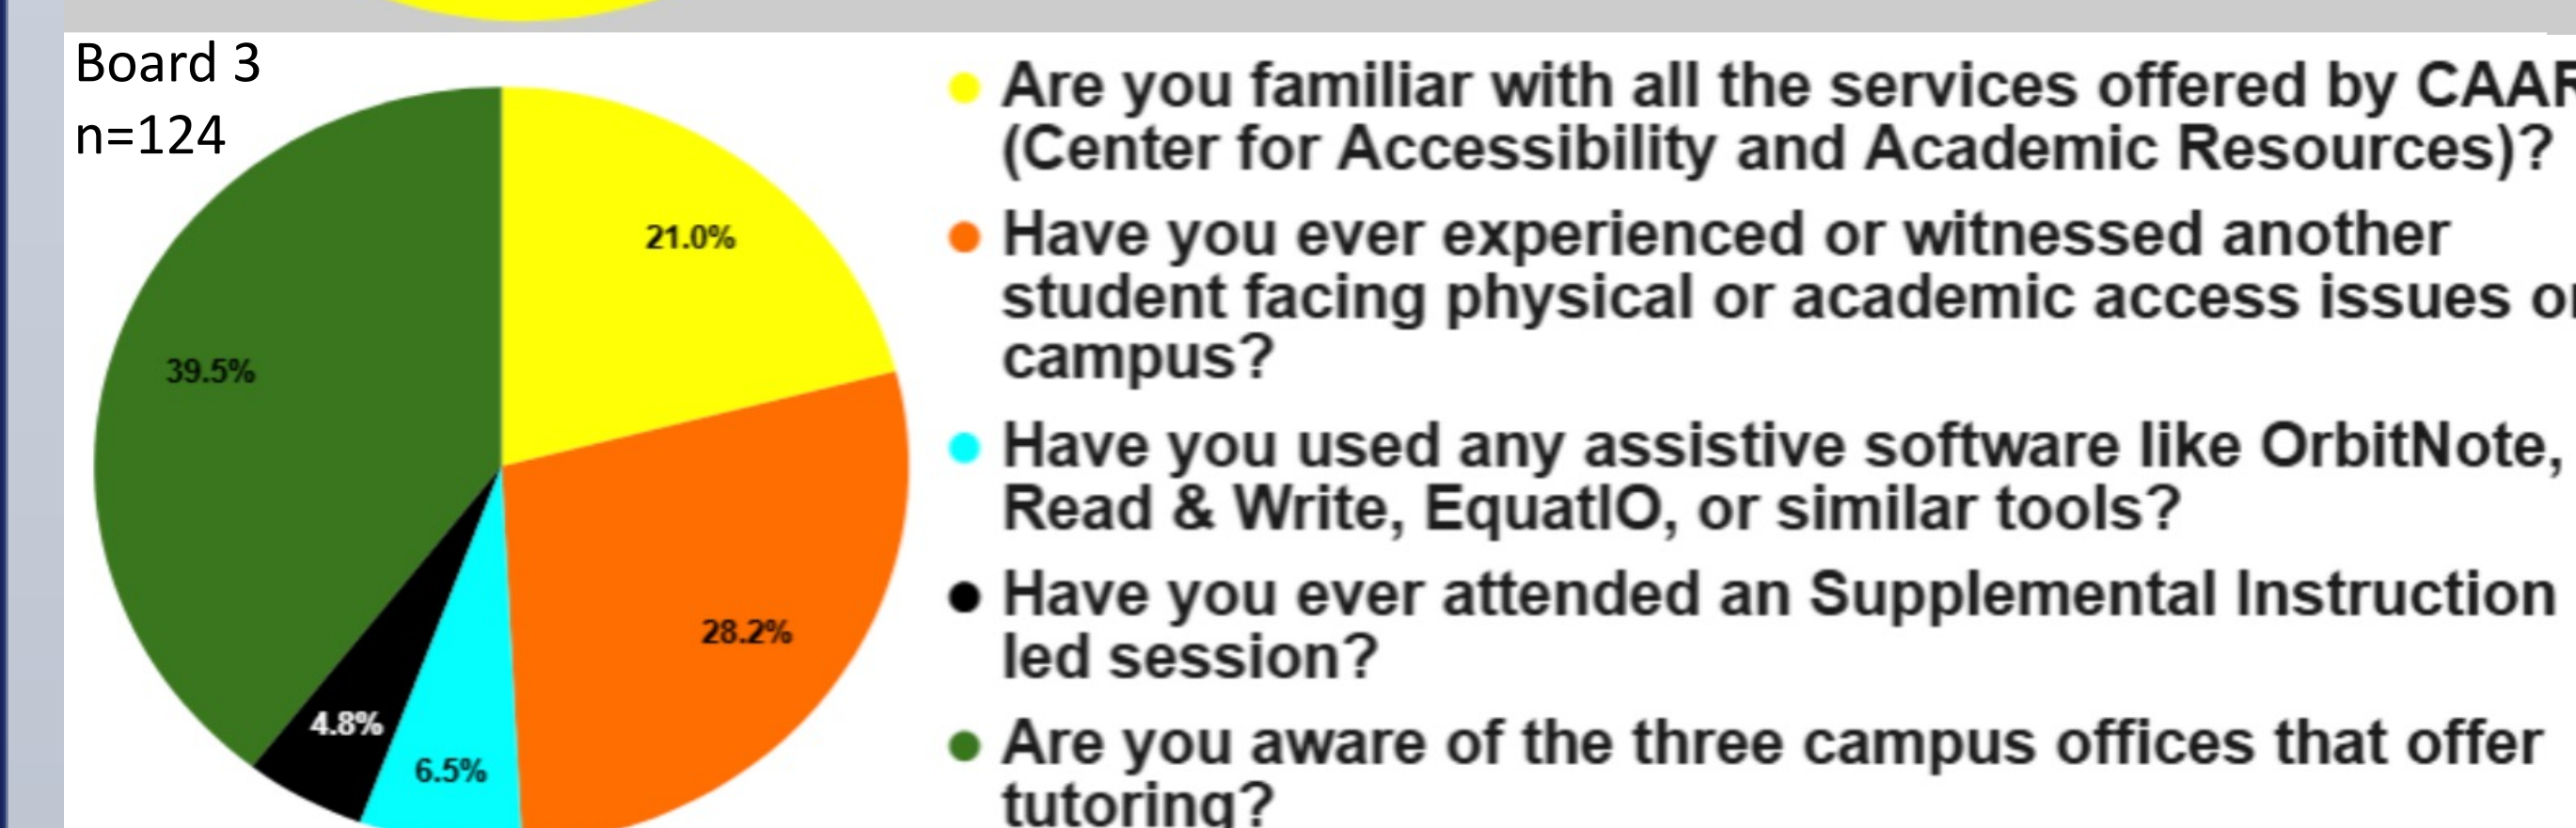 Board 3
n=124
21.0%
39.5%
28.2%
4.8%
6.5%
Are you familiar with all the services offered by
(Center for Accessibility and Academic Resources)?
Have you ever experienced or witnessed another
student facing physical or academic access issues
campus?
Have you used any assistive software like OrbitNote,
Read & Write, EquatIO, or similar tools?
Have you ever attended an Supplemental Instruction
led session?
Are you aware of the three campus offices that offer
tutoring?